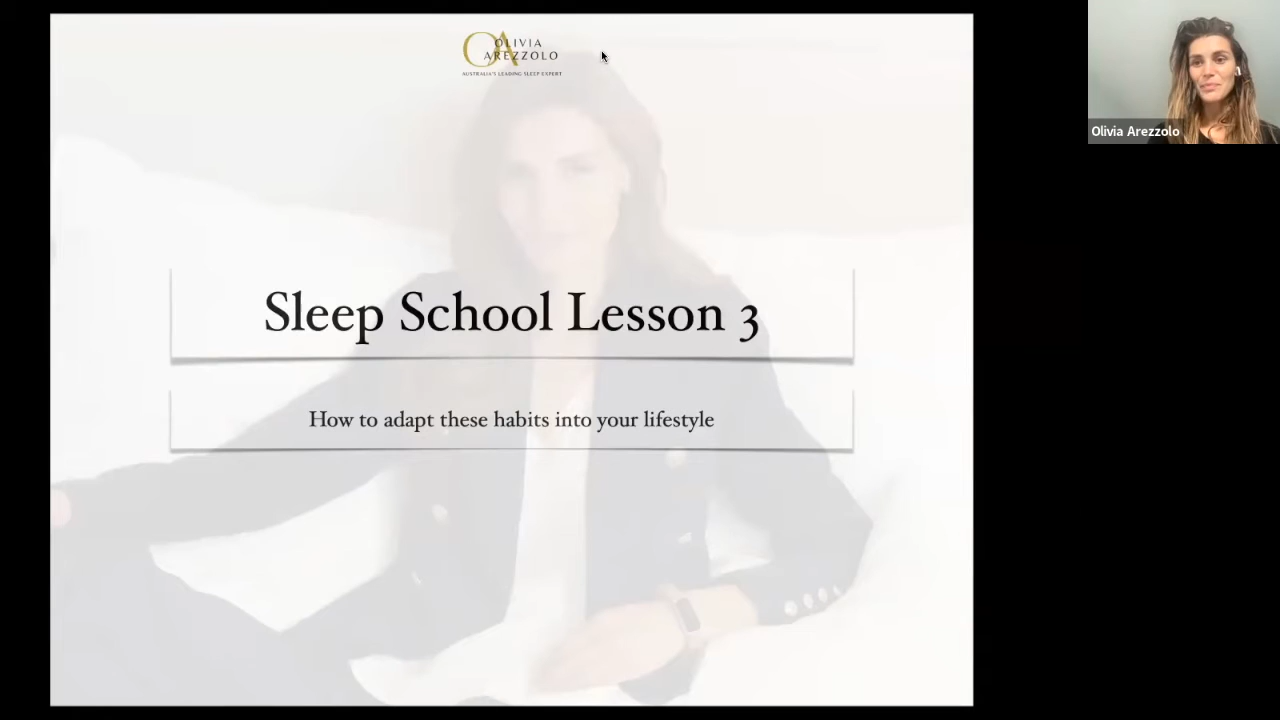 OA
OLIVIA
AREZZOLO
AUSTRALIA'S LEADING SLEEP EXPERT
Olivia Arezzolo
Sleep School Lesson 3
How to adapt these habits into your lifestyle